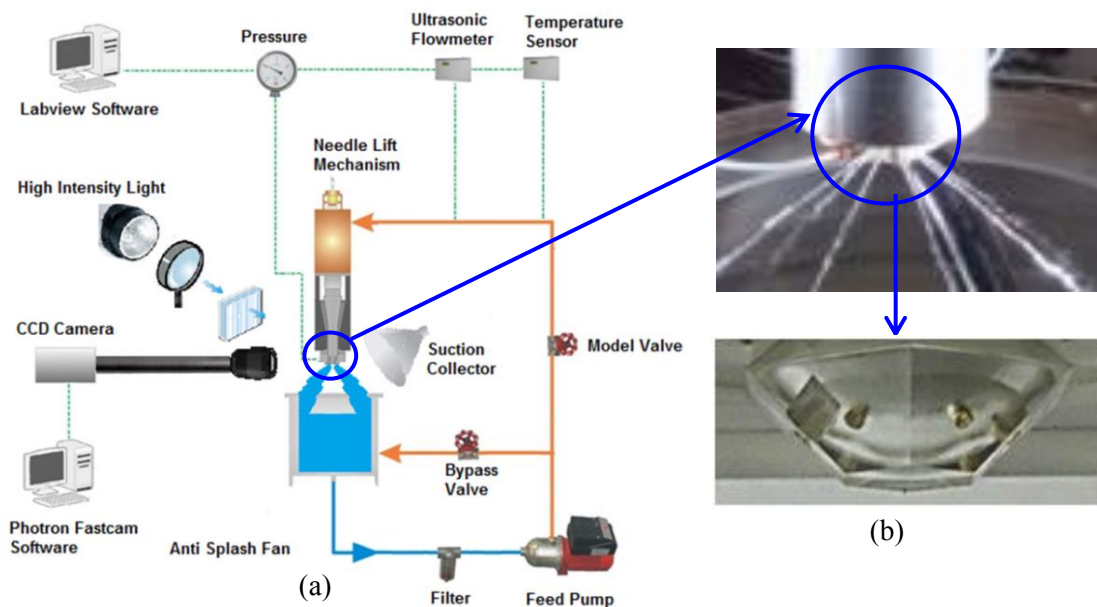 Pressure
Ultrasonic
Flowmeter
Temperature
Sensor
Labview Software
Needle Lift
Mechanism
High Intensity Light
CCD Camera
Suction
Collector
Model Valve
Bypass
Valve
Photron Fastcam
Software
Anti Splash Fan
Filter
Feed Pump
(a)
(b)